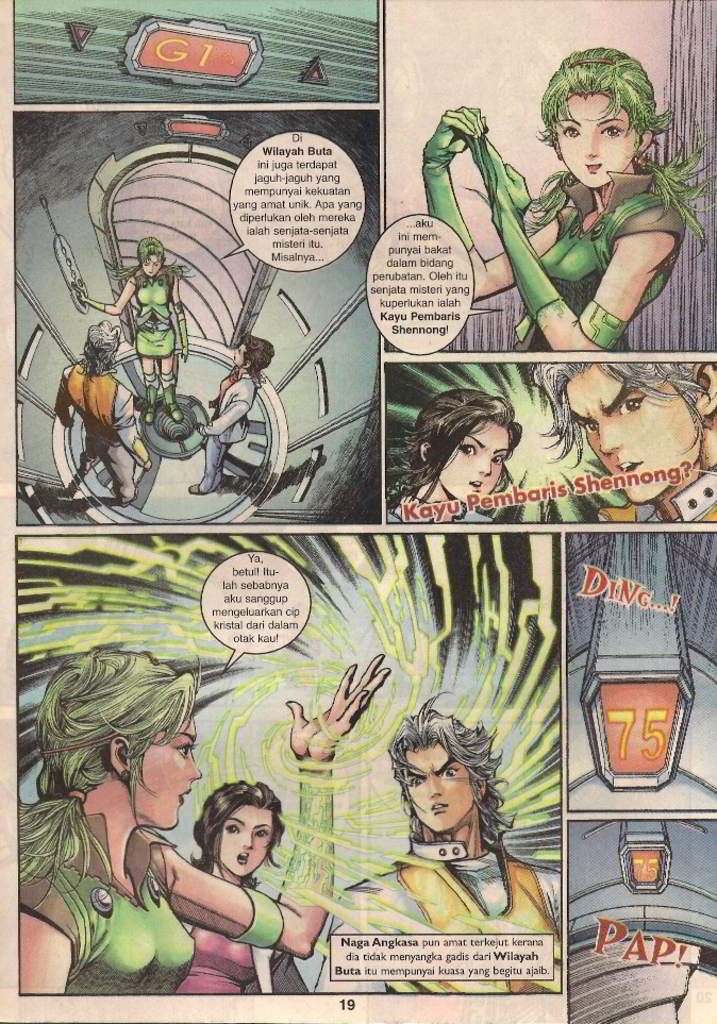 G1
Di
Wilayah Buta
ini juga terdapat
jaguh-jaguh yang
mempunyai kekuatan
yang amat unik. Apa yang
diperlukan oleh mereka
ialah senjata-senjata
misteri itu.
Misalnya...
...aku
ini mem-
punyai bakat
dalam bidang
perubatan. Oleh itu
senjata misteri yang
kuperlukan ialah
Kayu Pembaris
Shennong!
Kayu Pembaris Shennong?
Ya,
betul! Itu-
lah sebabnya
aku sanggup
mengeluarkan cip
kristal dari dalam
otak kau!
Naga Angkasa pun amat terkejut kerana
dia tidak menyangka gadis dari Wilayah
Buta itu mempunyai kuasa yang begitu ajaib.
DING...!
75
75
PAP!
19